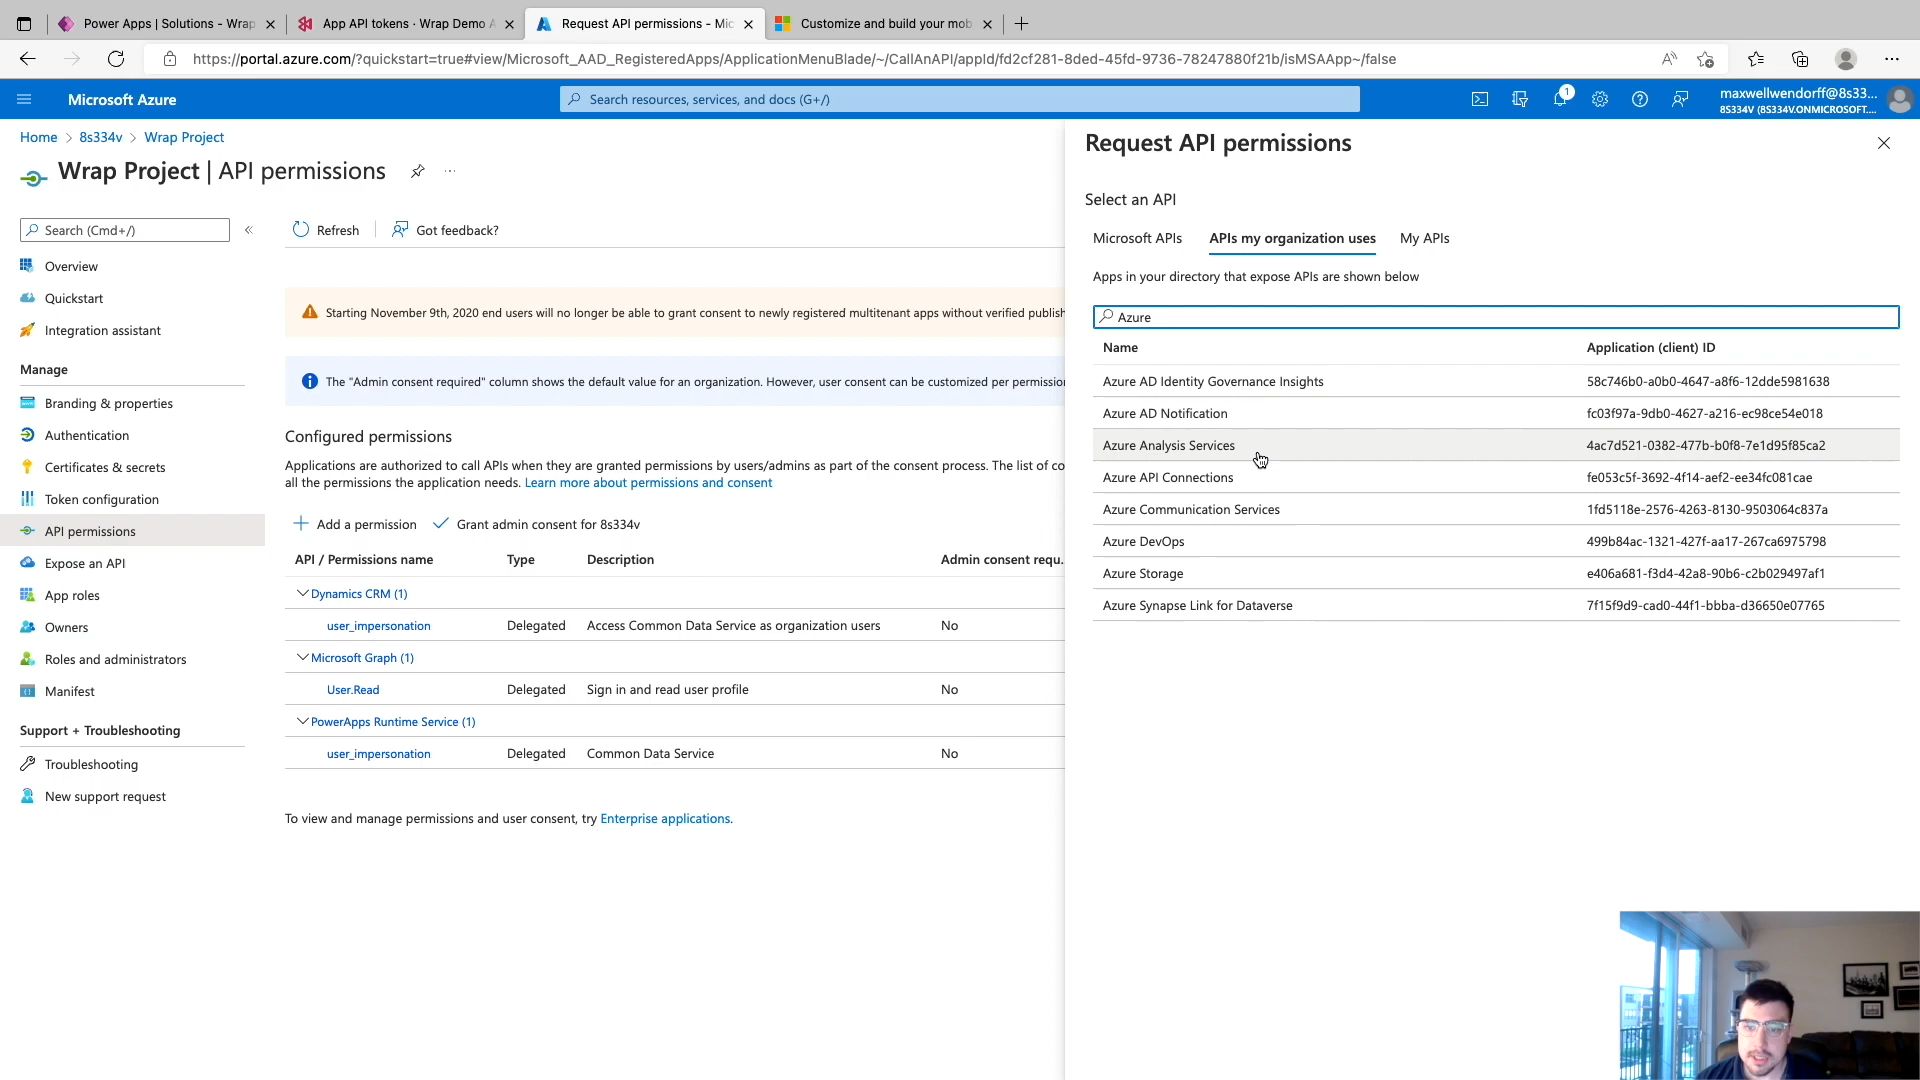 Power Apps | Solutions - Wrap
App API tokens · Wrap Demo A
Request API permissions - Mic
Customize and build your mob
https://portal.azure.com/?quickstart=true#view/Microsoft_AAD_RegisteredApps/ApplicationMenuBlade/~/CallAnAPI/appId/fd2cf281-8ded-45fd-9736-78247880f21b/isMSAApp~/false
Microsoft Azure
Search resources, services, and docs (G+/)
1
maxwellwendorff@8s33...
8S334V (8S334V.ONMICROSOFT....
Home > 8s334v > Wrap Project
Wrap Project | API permissions
...
Search (Cmd+/)
«
Overview
Quickstart
Integration assistant
Manage
Branding & properties
Authentication
Certificates & secrets
Token configuration
API permissions
Expose an API
App roles
Owners
Roles and administrators
Manifest
Support + Troubleshooting
Troubleshooting
New support request
Refresh
Got feedback?
Starting November 9th, 2020 end users will no longer be able to grant consent to newly registered multitenant apps without verified publish
The "Admin consent required" column shows the default value for an organization. However, user consent can be customized per permission
Configured permissions
Applications are authorized to call APIs when they are granted permissions by users/admins as part of the consent process. The list of co
all the permissions the application needs. Learn more about permissions and consent
Add a permission
Grant admin consent for 8s334v
API / Permissions name Type Description Admin consent requ...
Dynamics CRM (1)
user_impersonation Delegated Access Common Data Service as organization users No
Microsoft Graph (1)
User.Read Delegated Sign in and read user profile No
PowerApps Runtime Service (1)
user_impersonation Delegated Common Data Service No
To view and manage permissions and user consent, try Enterprise applications.
Request API permissions
Select an API
Microsoft APIs APIs my organization uses My APIs
Apps in your directory that expose APIs are shown below
Azure
Name Application (client) ID
Azure AD Identity Governance Insights 58c746b0-a0b0-4647-a8f6-12dde5981638
Azure AD Notification fc03f97a-9db0-4627-a216-ec98ce54e018
Azure Analysis Services 4ac7d521-0382-477b-b0f8-7e1d95f85ca2
Azure API Connections fe053c5f-3692-4f14-aef2-ee34fc081cae
Azure Communication Services 1fd5118e-2576-4263-8130-9503064c837a
Azure DevOps 499b84ac-1321-427f-aa17-267ca6975798
Azure Storage e406a681-f3d4-42a8-90b6-c2b029497af1
Azure Synapse Link for Dataverse 7f15f9d9-cad0-44f1-bbba-d36650e07765